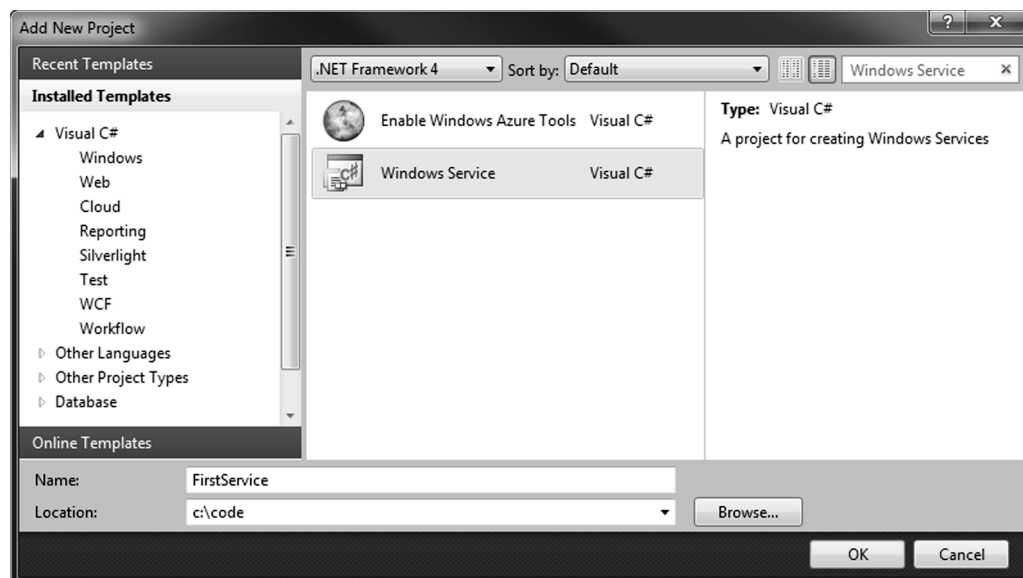 Add New Project
? x
Recent Templates
Installed Templates
Visual C#
Windows
Web
Cloud
Reporting
Silverlight
Test
WCF
Workflow
Other Languages
Other Project Types
Database
Online Templates
.NET Framework 4 Sort by: Default Windows Service x
Enable Windows Azure Tools Visual C#
C#
Windows Service Visual C#
Type: Visual C#
A project for creating Windows Services
Name: FirstService
Location: c:\code Browse...
OK Cancel